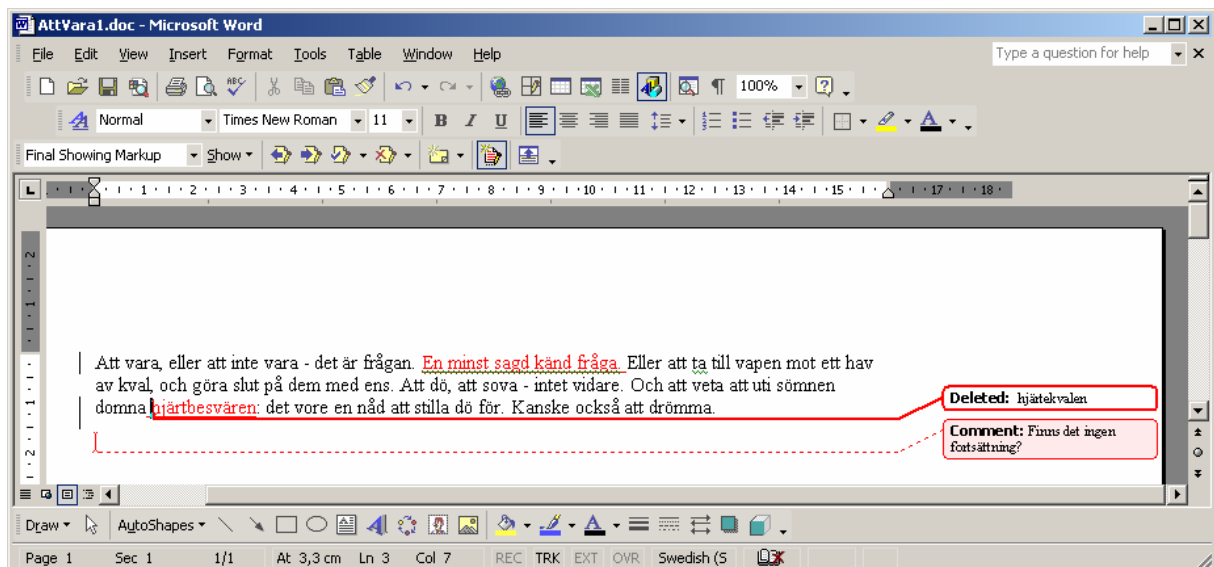 AttVara1.doc - Microsoft Word
File Edit View Insert Format Tools Table Window Help Type a question for help
100%
Normal Times New Roman 11 B I U
Final Showing Markup Show
1 2 3 4 5 6 7 8 9 10 11 12 13 14 15 17 18
2
1
Att vara, eller att inte vara - det är frågan. En minst sagd känd fråga. Eller att ta till vapen mot ett hav
av kval, och göra slut på dem med ens. Att dö, att sova - intet vidare. Och att veta att uti sömnen
domna hjärtbesvären: det vore en nåd att stilla dö för. Kanske också att drömma.
Deleted: hjärtekvalen
Comment: Finns det ingen
fortsättning?
1
2
Draw AutoShapes
Page 1 Sec 1 1/1 At 3,3 cm Ln 3 Col 7 REC TRK EXT OVR Swedish (S